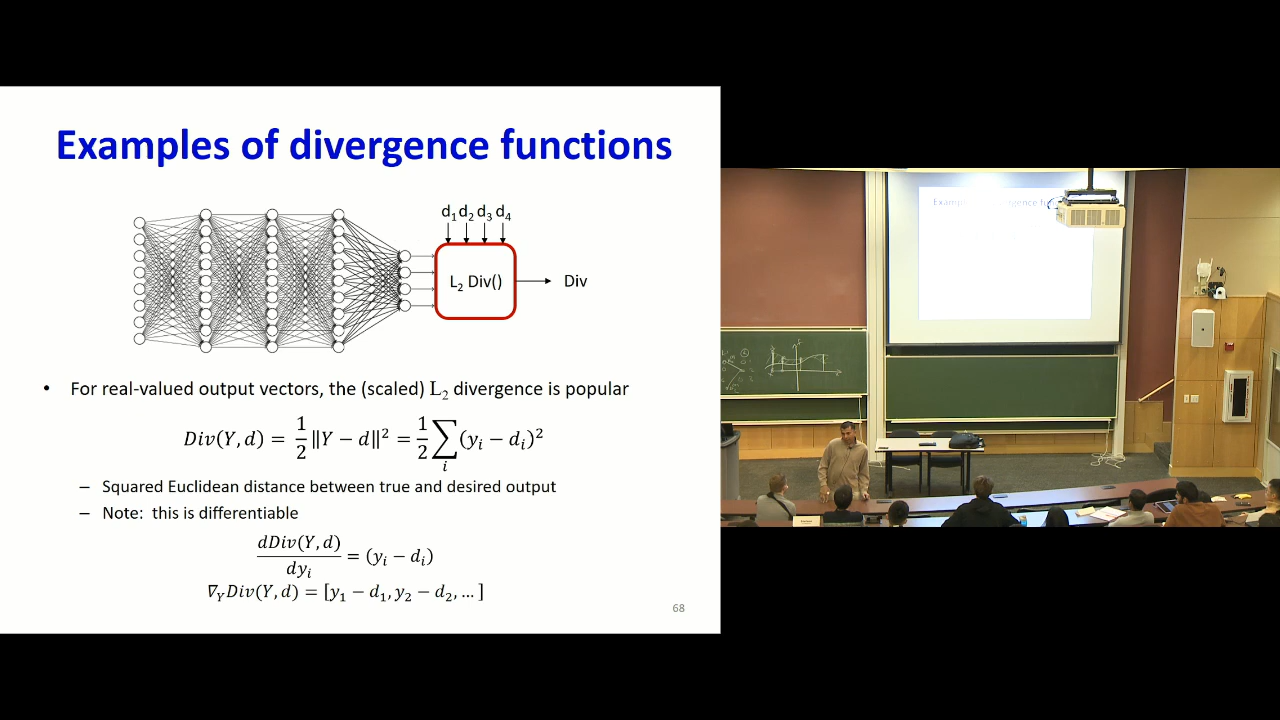 Examples of divergence functions
d₁ d₂ d₃ d₄
L₂ Div()
Div
• For real-valued output vectors, the (scaled) L₂ divergence is popular
Div(Y, d) = 1/2 ‖Y − d‖² = 1/2 ∑ᵢ (yᵢ − dᵢ)²
– Squared Euclidean distance between true and desired output
– Note: this is differentiable
dDiv(Y, d)/dyᵢ = (yᵢ − dᵢ)
∇_Y Div(Y, d) = [y₁ − d₁, y₂ − d₂, … ]
68